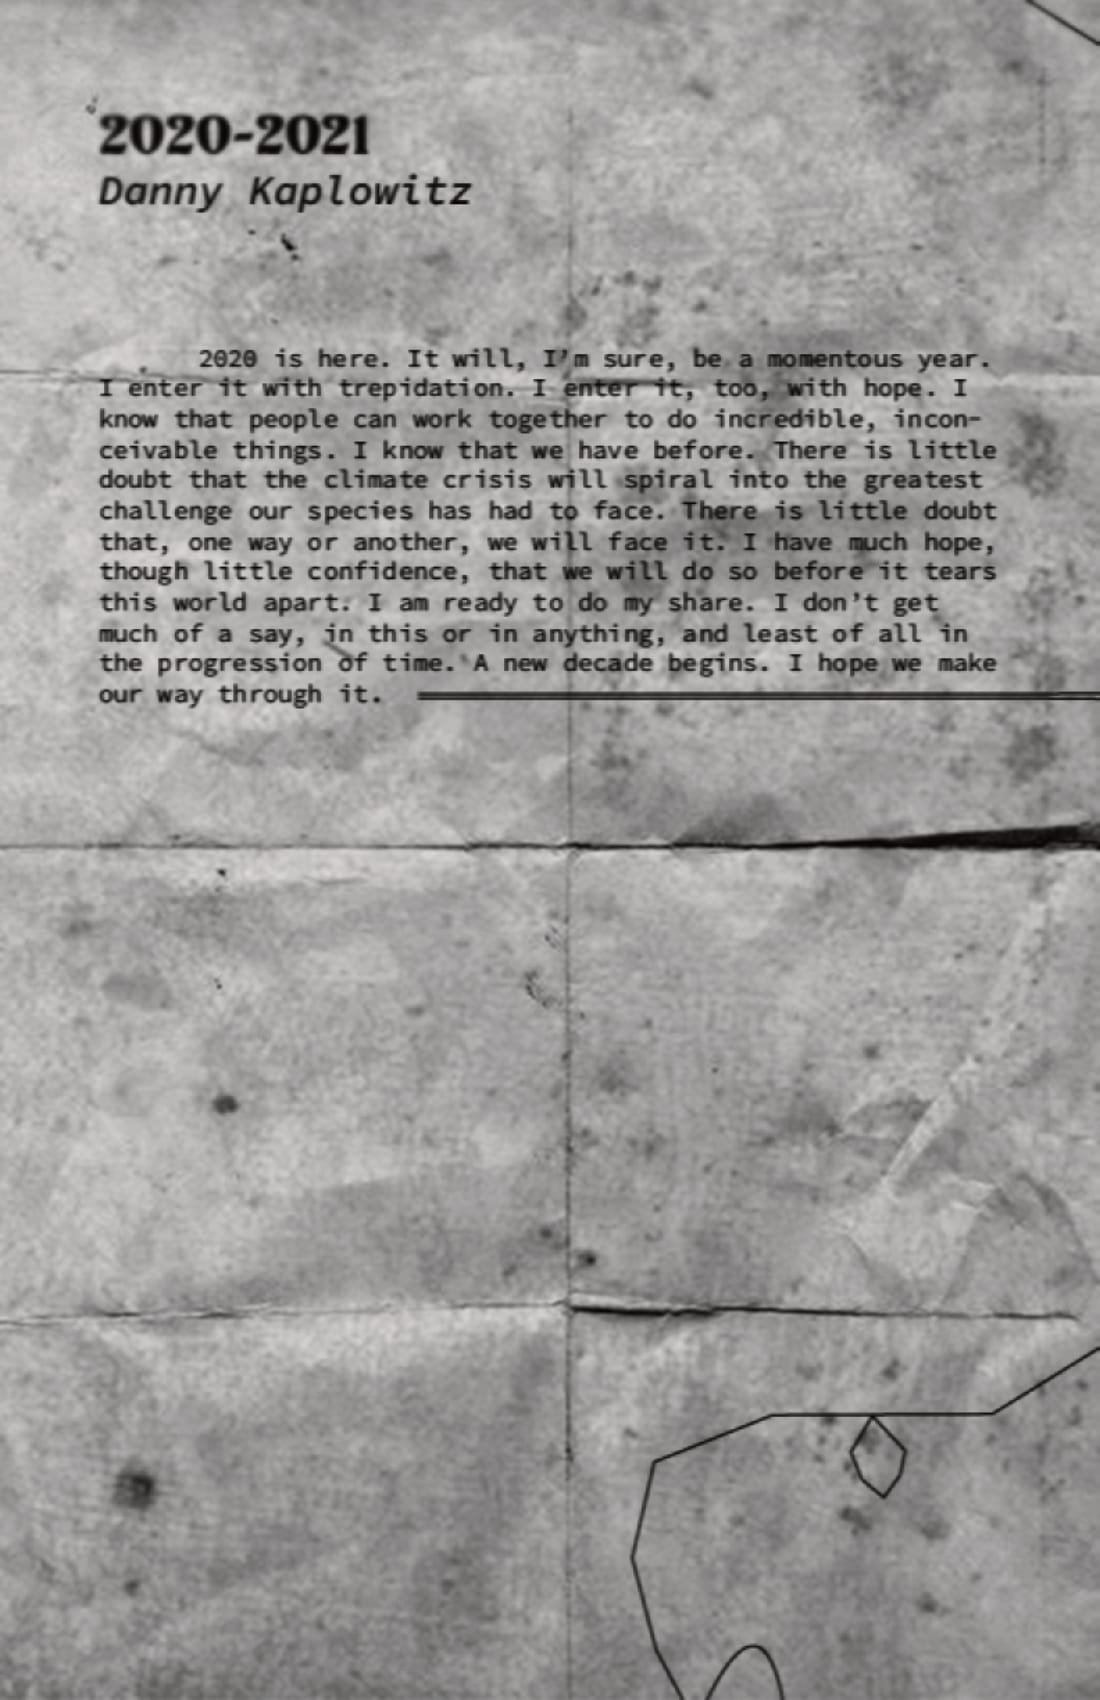 2020-2021
Danny Kaplowitz
2020 is here. It will, I'm sure, be a momentous year.
I enter it with trepidation. I enter it, too, with hope. I
know that people can work together to do incredible, incon-
ceivable things. I know that we have before. There is little
doubt that the climate crisis will spiral into the greatest
challenge our species has had to face. There is little doubt
that, one way or another, we will face it. I have much hope,
though little confidence, that we will do so before it tears
this world apart. I am ready to do my share. I don't get
much of a say, in this or in anything, and least of all in
the progression of time. A new decade begins. I hope we make
our way through it.